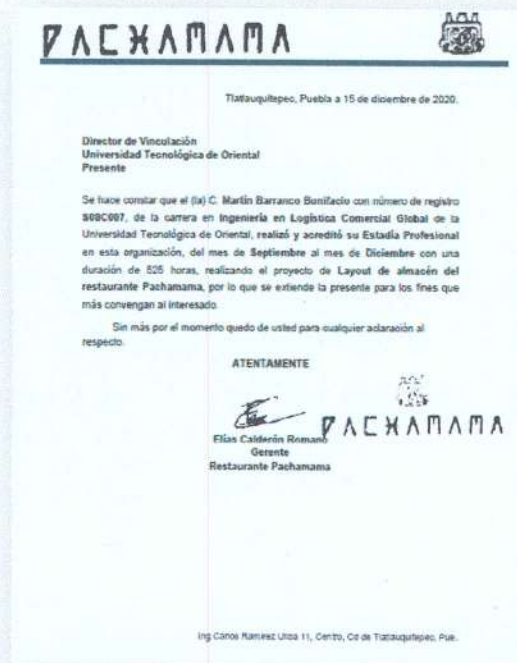 PACHAMAMA
Tlatlauquitepec, Puebla a 15 de diciembre de 2020.
Director de Vinculación
Universidad Tecnológica de Oriental
Presente
Se hace constar que el (la) C. Martín Barranco Bonifacio con número de registro
S08C007, de la carrera en Ingeniería en Logística Comercial Global de la
Universidad Tecnológica de Oriental, realizó y acreditó su Estadía Profesional
en esta organización, del mes de Septiembre al mes de Diciembre con una
duración de 525 horas, realizando el proyecto de Layout de almacén del
restaurante Pachamama, por lo que se extiende la presente para los fines que
más convengan al interesado.
Sin más por el momento quedo de usted para cualquier aclaración al
respecto.
ATENTAMENTE
PACHAMAMA
Elías Calderón Romano
Gerente
Restaurante Pachamama
Ing Carlos Ramirez 11, Centro, Cd de Tlatlauquitepec, Pue.